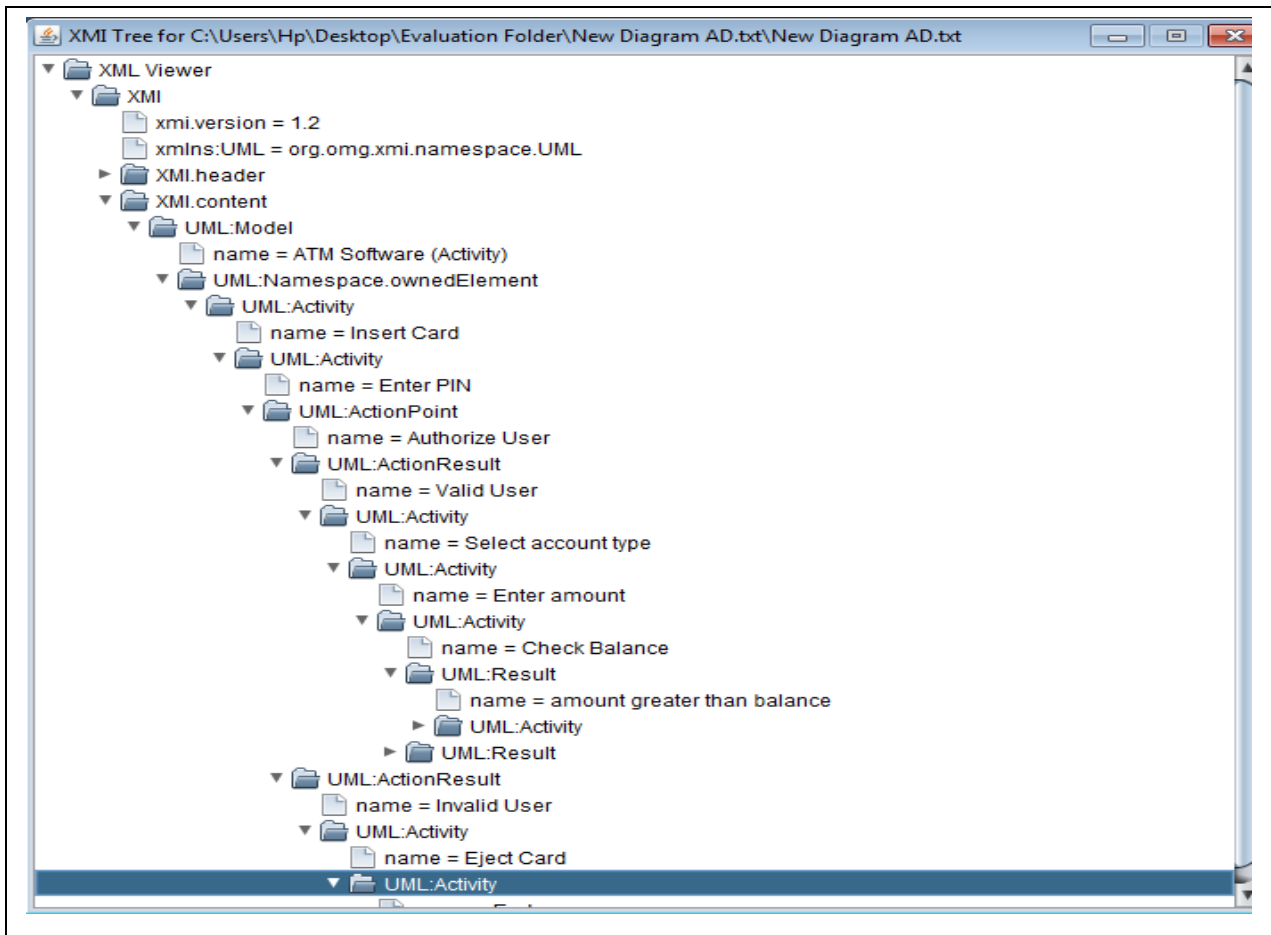 XMI Tree for C:\Users\Hp\Desktop\Evaluation Folder\New Diagram AD.txt\New Diagram AD.txt
XML Viewer
XMI
xmi.version = 1.2
xmlns:UML = org.omg.xmi.namespace.UML
XMI.header
XMI.content
UML:Model
name = ATM Software (Activity)
UML:Namespace.ownedElement
UML:Activity
name = Insert Card
UML:Activity
name = Enter PIN
UML:ActionPoint
name = Authorize User
UML:ActionResult
name = Valid User
UML:Activity
name = Select account type
UML:Activity
name = Enter amount
UML:Activity
name = Check Balance
UML:Result
name = amount greater than balance
UML:Activity
UML:Result
UML:ActionResult
name = Invalid User
UML:Activity
name = Eject Card
UML:Activity